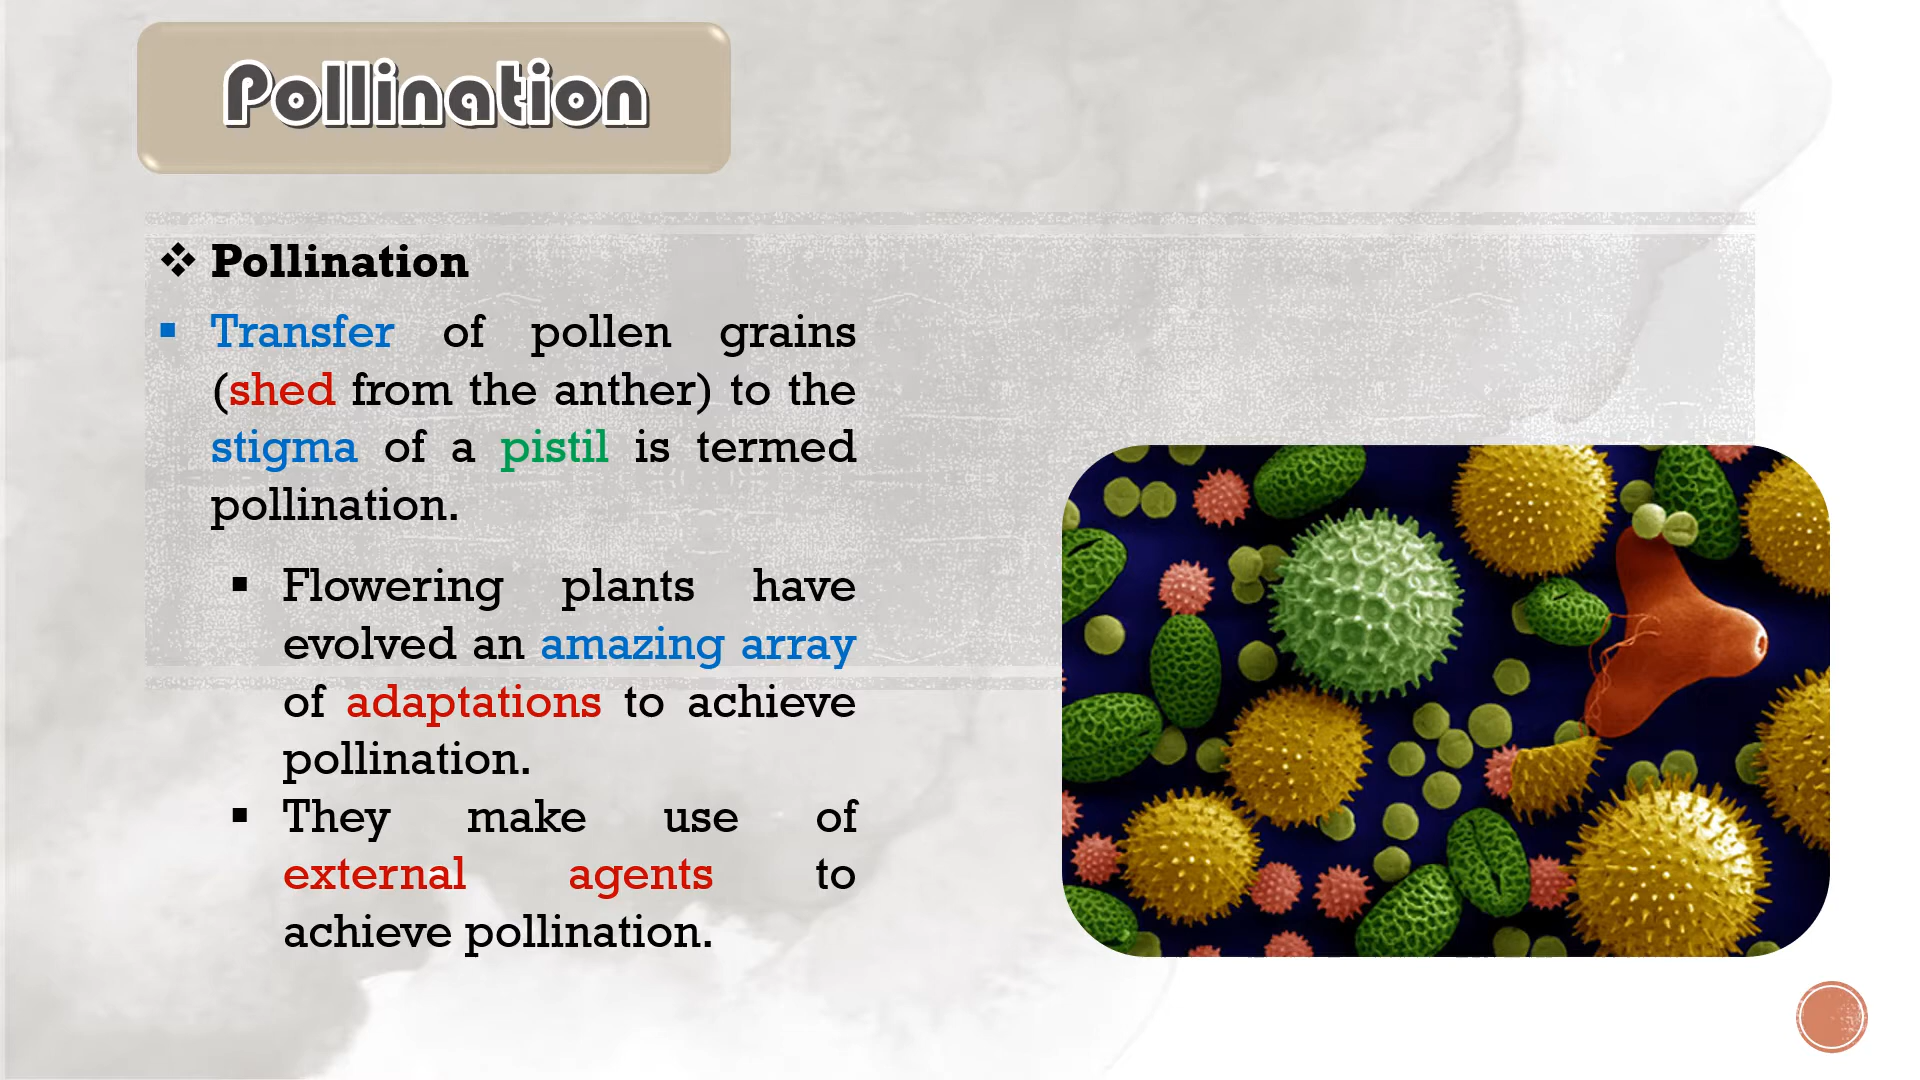 Pollination
Pollination
Transfer of pollen grains
(shed from the anther) to the
stigma of a pistil is termed
pollination.
Flowering plants have
evolved an amazing array
of adaptations to achieve
pollination.
They make use of
external agents to
achieve pollination.